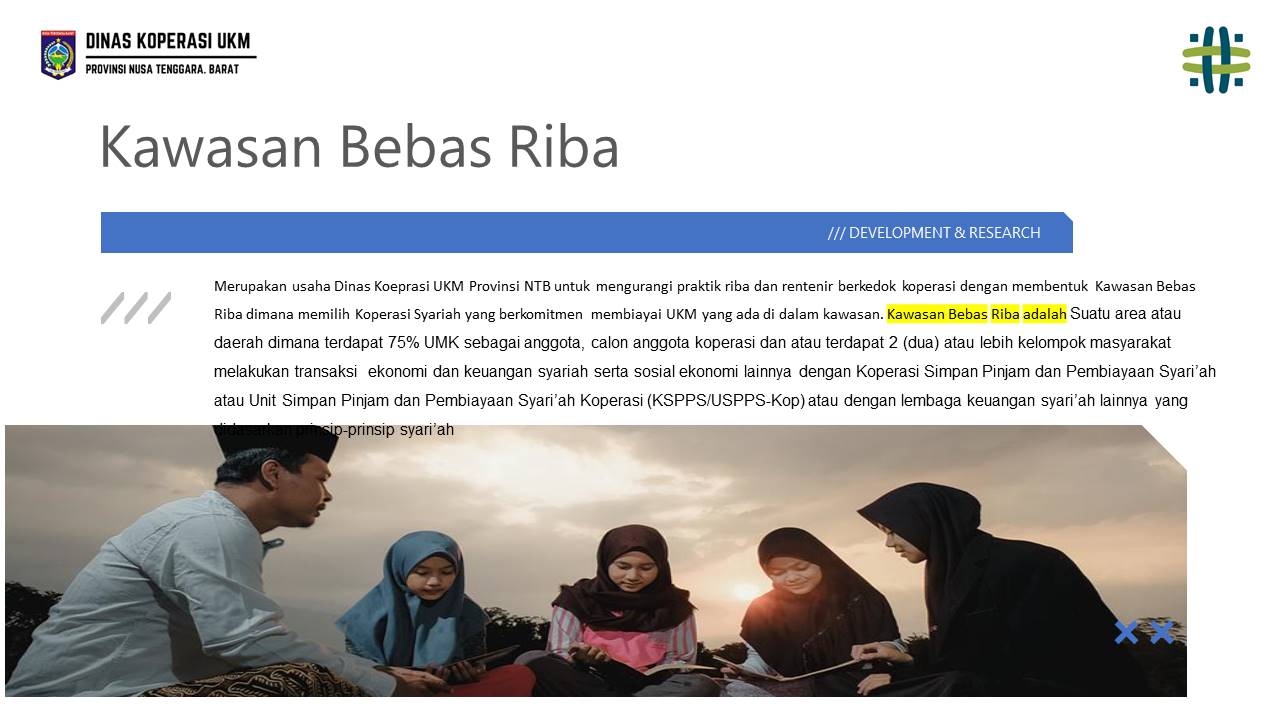 DINAS KOPERASI UKM
PROVINSI NUSA TENGGARA. BARAT
Kawasan Bebas Riba
/// DEVELOPMENT & RESEARCH
Merupakan usaha Dinas Koeprasi UKM Provinsi NTB untuk mengurangi praktik riba dan rentenir berkedok koperasi dengan membentuk Kawasan Bebas
Riba dimana memilih Koperasi Syariah yang berkomitmen membiayai UKM yang ada di dalam kawasan. Kawasan Bebas Riba adalah Suatu area atau
daerah dimana terdapat 75% UMK sebagai anggota, calon anggota koperasi dan atau terdapat 2 (dua) atau lebih kelompok masyarakat
melakukan transaksi ekonomi dan keuangan syariah serta sosial ekonomi lainnya dengan Koperasi Simpan Pinjam dan Pembiayaan Syari’ah
atau Unit Simpan Pinjam dan Pembiayaan Syari’ah Koperasi (KSPPS/USPPS-Kop) atau dengan lembaga keuangan syari’ah lainnya yang
didasarkan prinsip-prinsip syari’ah